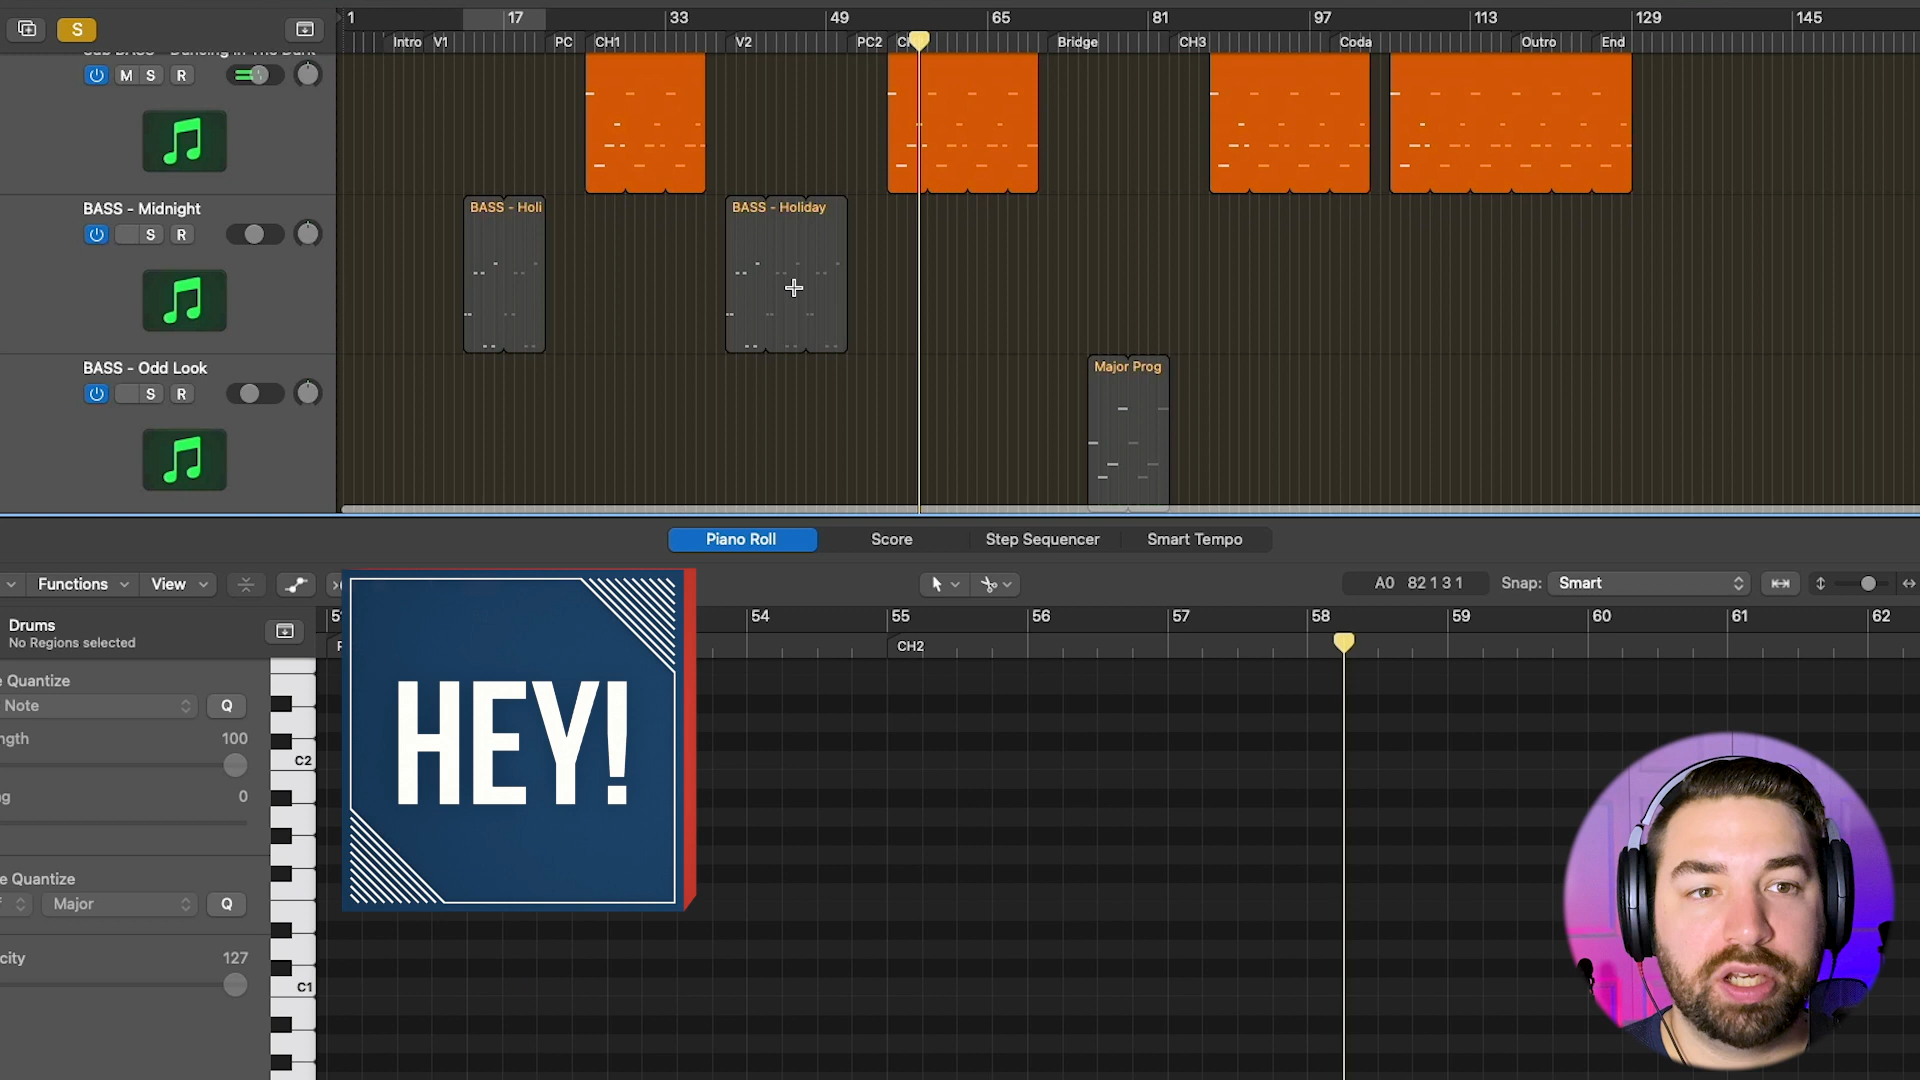 S
1 17 33 49 65 81 97 113 129 145
Intro V1 PC CH1 V2 PC2 Bridge CH3 Coda Outro End
M S R
BASS - Midnight
S R
BASS - Holi
BASS - Holiday
BASS - Odd Look
S R
Major Prog
Piano Roll Score Step Sequencer Smart Tempo
Functions View
A0 82 1 3 1 Snap: Smart
54 55 56 57 58 59 60 61 62
CH2
Drums
No Regions selected
e Quantize
Note Q
ngth 100
C2
g 0
e Quantize
Major Q
city 127
C1
HEY!